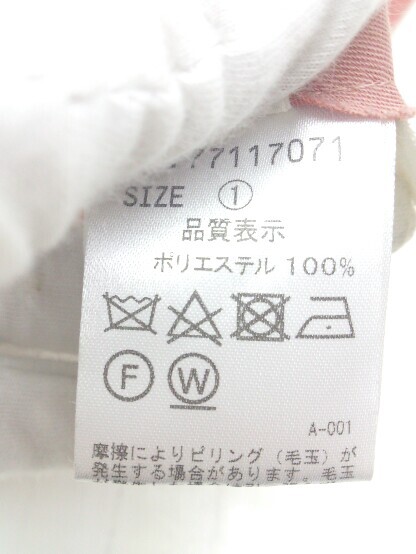 77117071
SIZE ①
品質表示
ポリエステル 100%
F W
A-001
摩擦によりピリング(毛玉)が
発生する場合があります。毛玉